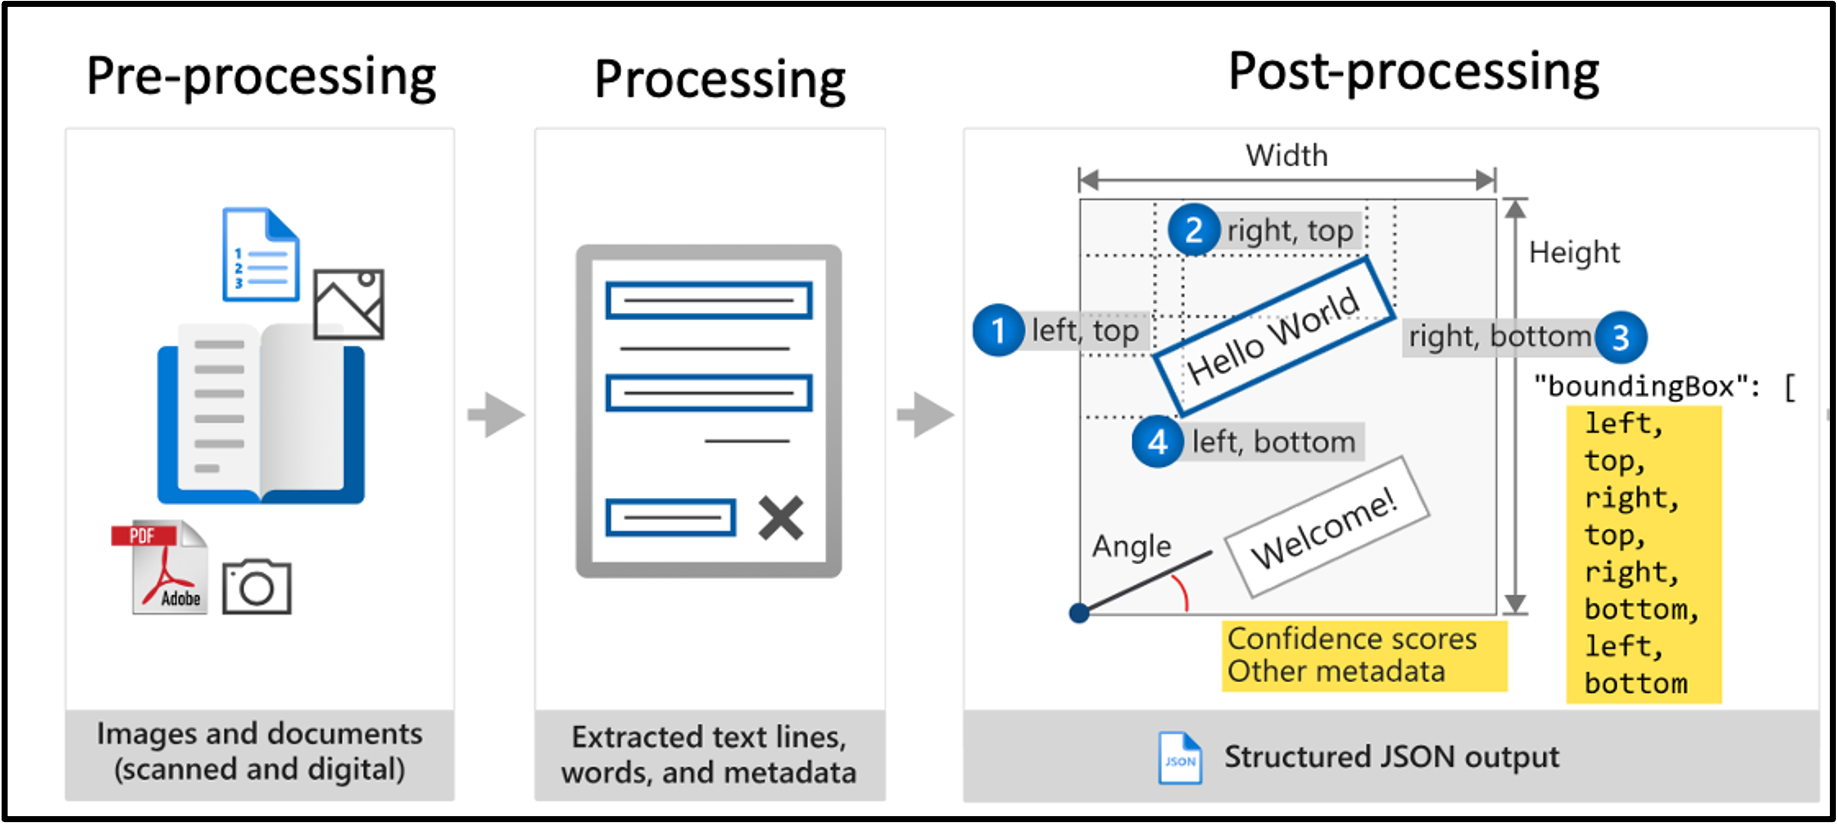 Pre-processing
1
2
3
PDF
Adobe
Images and documents
(scanned and digital)
Processing
Extracted text lines,
words, and metadata
Post-processing
Width
Height
2 right, top
1 left, top
Hello World
right, bottom 3
4 left, bottom
Welcome!
Angle
Confidence scores
Other metadata
"boundingBox": [
left,
top,
right,
top,
right,
bottom,
left,
bottom
JSON
Structured JSON output